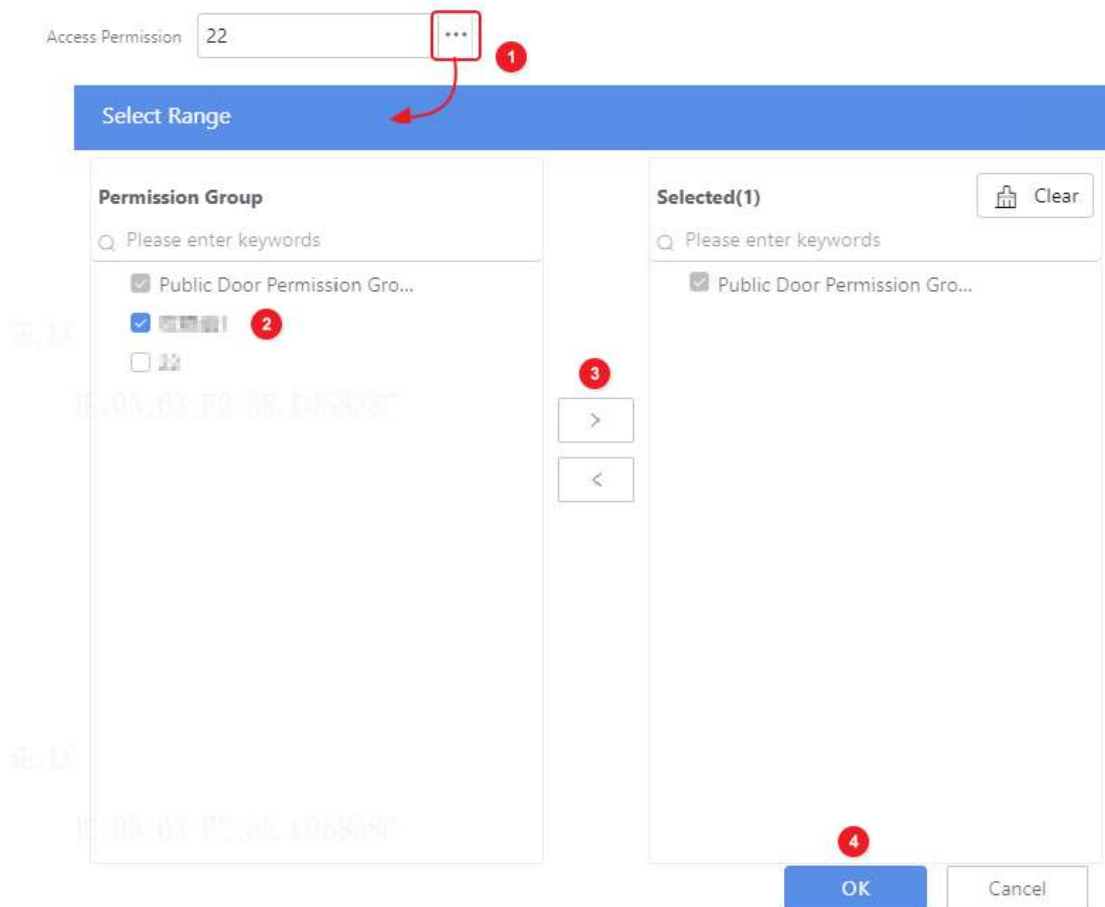 Access Permission 22 ...
1
Select Range
Permission Group
Selected(1) Clear
Please enter keywords
Please enter keywords
Public Door Permission Gro...
Public Door Permission Gro...
2
3
>
<
4
OK Cancel